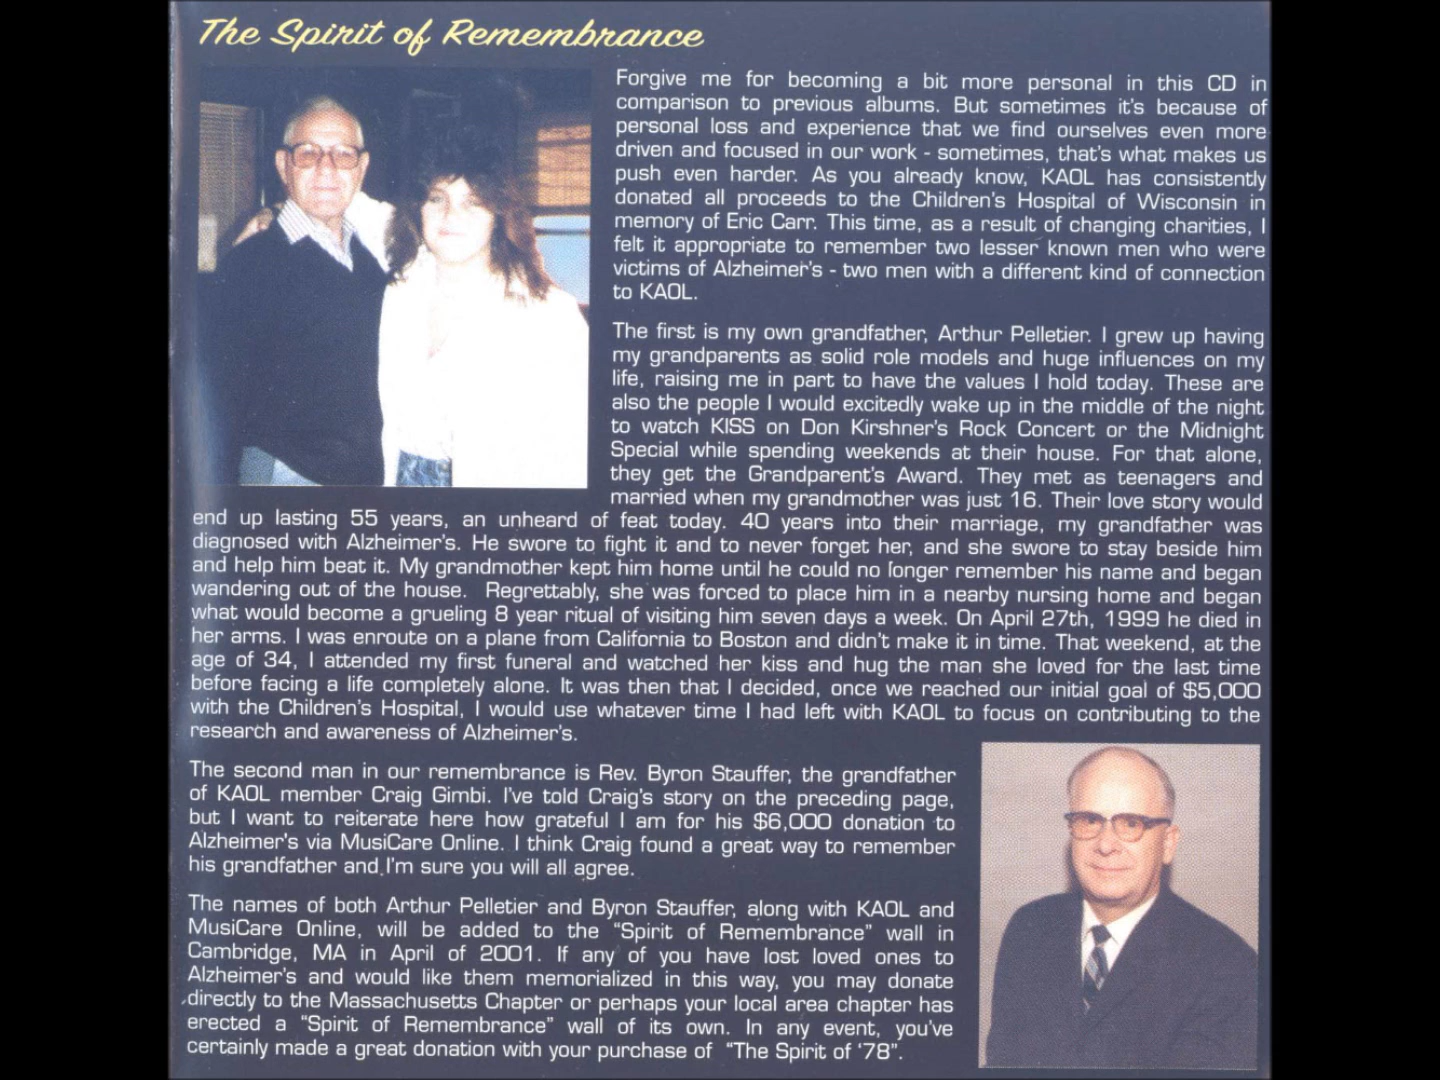 The Spirit of Remembrance
Forgive me for becoming a bit more personal in this CD in
comparison to previous albums. But sometimes it's because of
personal loss and experience that we find ourselves even more
driven and focused in our work - sometimes, that's what makes us
push even harder. As you already know, KAOL has consistently
donated all proceeds to the Children's Hospital of Wisconsin in
memory of Eric Carr. This time, as a result of changing charities, I
felt it appropriate to remember two lesser known men who were
victims of Alzheimer's - two men with a different kind of connection
to KAOL.
The first is my own grandfather, Arthur Pelletier. I grew up having
my grandparents as solid role models and huge influences on my
life, raising me in part to have the values I hold today. These are
also the people I would excitedly wake up in the middle of the night
to watch KISS on Don Kirshner's Rock Concert or the Midnight
Special while spending weekends at their house. For that alone,
they get the Grandparent's Award. They met as teenagers and
married when my grandmother was just 16. Their love story would
end up lasting 55 years, an unheard of feat today. 40 years into their marriage, my grandfather was
diagnosed with Alzheimer's. He swore to fight it and to never forget her, and she swore to stay beside him
and help him beat it. My grandmother kept him home until he could no longer remember his name and began
wandering out of the house. Regrettably, she was forced to place him in a nearby nursing home and began
what would become a grueling 8 year ritual of visiting him seven days a week. On April 27th, 1999 he died in
her arms. I was enroute on a plane from California to Boston and didn't make it in time. That weekend, at the
age of 34, I attended my first funeral and watched her kiss and hug the man she loved for the last time
before facing a life completely alone. It was then that I decided, once we reached our initial goal of $5,000
with the Children's Hospital, I would use whatever time I had left with KAOL to focus on contributing to the
research and awareness of Alzheimer's.
The second man in our remembrance is Rev. Byron Stauffer, the grandfather
of KAOL member Craig Gimbi. I've told Craig's story on the preceding page,
but I want to reiterate here how grateful I am for his $6,000 donation to
Alzheimer's via MusiCare Online. I think Craig found a great way to remember
his grandfather and I'm sure you will all agree.
The names of both Arthur Pelletier and Byron Stauffer, along with KAOL and
MusiCare Online, will be added to the "Spirit of Remembrance" wall in
Cambridge, MA in April of 2001. If any of you have lost loved ones to
Alzheimer's and would like them memorialized in this way, you may donate
directly to the Massachusetts Chapter or perhaps your local area chapter has
erected a "Spirit of Remembrance" wall of its own. In any event, you've
certainly made a great donation with your purchase of "The Spirit of '78".